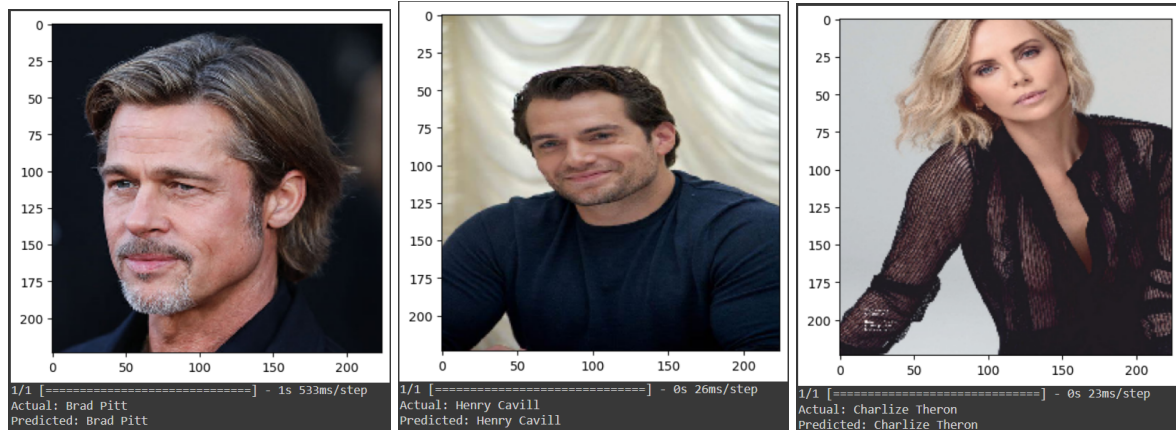 0
25
50
75
100
125
150
175
200
0 50 100 150 200
1/1 [==============================] - 1s 533ms/step
Actual: Brad Pitt
Predicted: Brad Pitt
0
25
50
75
100
125
150
175
200
0 50 100 150 200
1/1 [==============================] - 0s 26ms/step
Actual: Henry Cavill
Predicted: Henry Cavill
0
25
50
75
100
125
150
175
200
0 50 100 150 200
1/1 [==============================] - 0s 23ms/step
Actual: Charlize Theron
Predicted: Charlize Theron